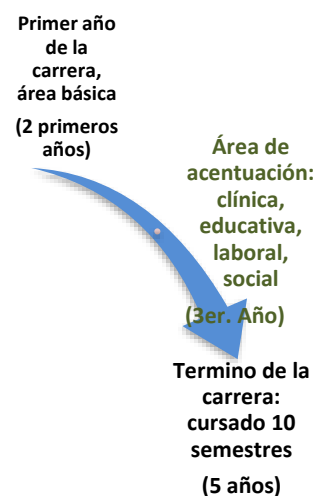 Primer año
de la
carrera,
área básica
(2 primeros
años)
Área de
acentuación:
clínica,
educativa,
laboral,
social
(3er. Año)
Termino de la
carrera:
cursado 10
semestres
(5 años)